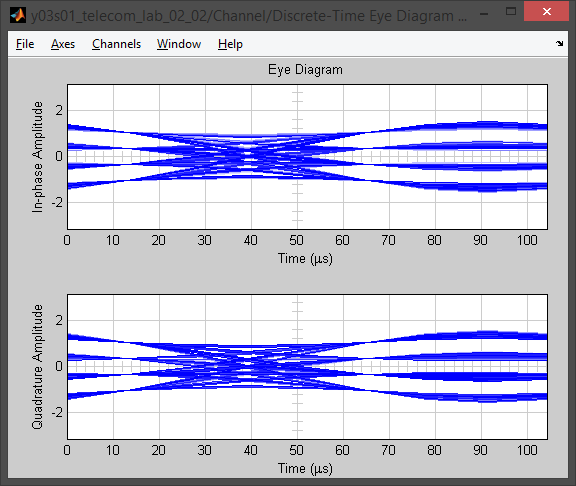 y03s01_telecom_lab_02_02/Channel/Discrete-Time Eye Diagram ...
File Axes Channels Window Help
Eye Diagram
In-phase Amplitude
2
0
-2
0 10 20 30 40 50 60 70 80 90 100
Time (µs)
Quadrature Amplitude
2
0
-2
0 10 20 30 40 50 60 70 80 90 100
Time (µs)